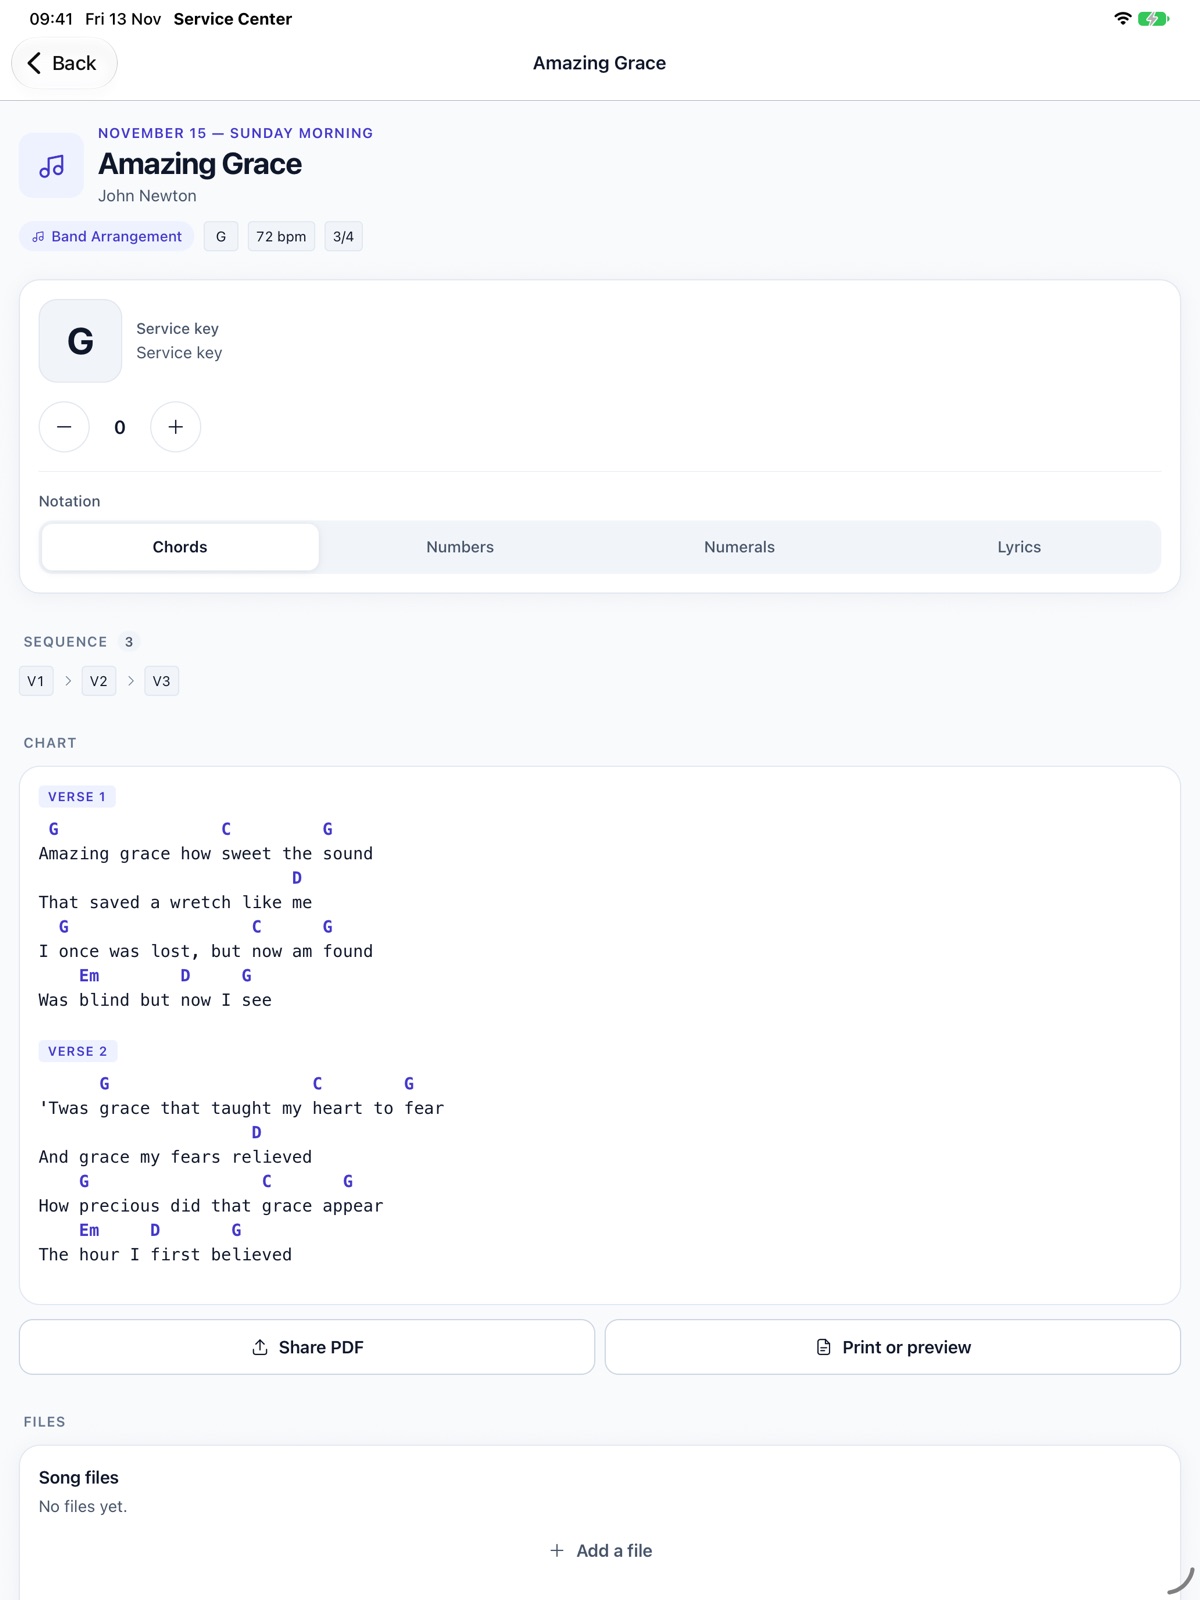 09:41 Fri 13 Nov Service Center
Back
Amazing Grace
NOVEMBER 15 — SUNDAY MORNING
Amazing Grace
John Newton
Band Arrangement G 72 bpm 3/4
G
Service key
Service key
− 0 +
Notation
Chords Numbers Numerals Lyrics
SEQUENCE 3
V1 > V2 > V3
CHART
VERSE 1
G C G
Amazing grace how sweet the sound
D
That saved a wretch like me
G C G
I once was lost, but now am found
Em D G
Was blind but now I see
VERSE 2
G C G
'Twas grace that taught my heart to fear
D
And grace my fears relieved
G C G
How precious did that grace appear
Em D G
The hour I first believed
Share PDF
Print or preview
FILES
Song files
No files yet.
+ Add a file